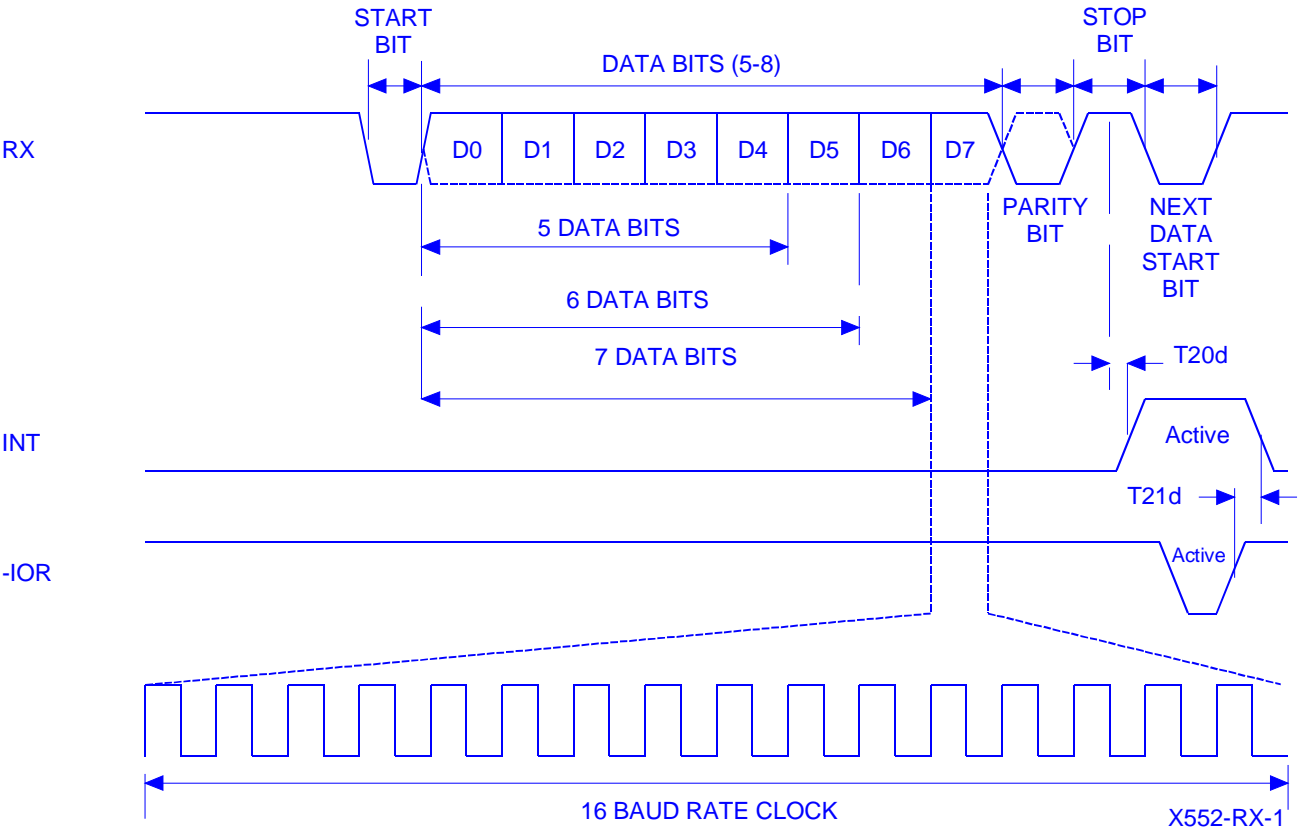 START
BIT
STOP
BIT
DATA BITS (5-8)
RX
D0 D1 D2 D3 D4 D5 D6 D7
PARITY
BIT
NEXT
DATA
START
BIT
5 DATA BITS
6 DATA BITS
7 DATA BITS
T20d
INT
Active
T21d
-IOR
Active
16 BAUD RATE CLOCK
X552-RX-1